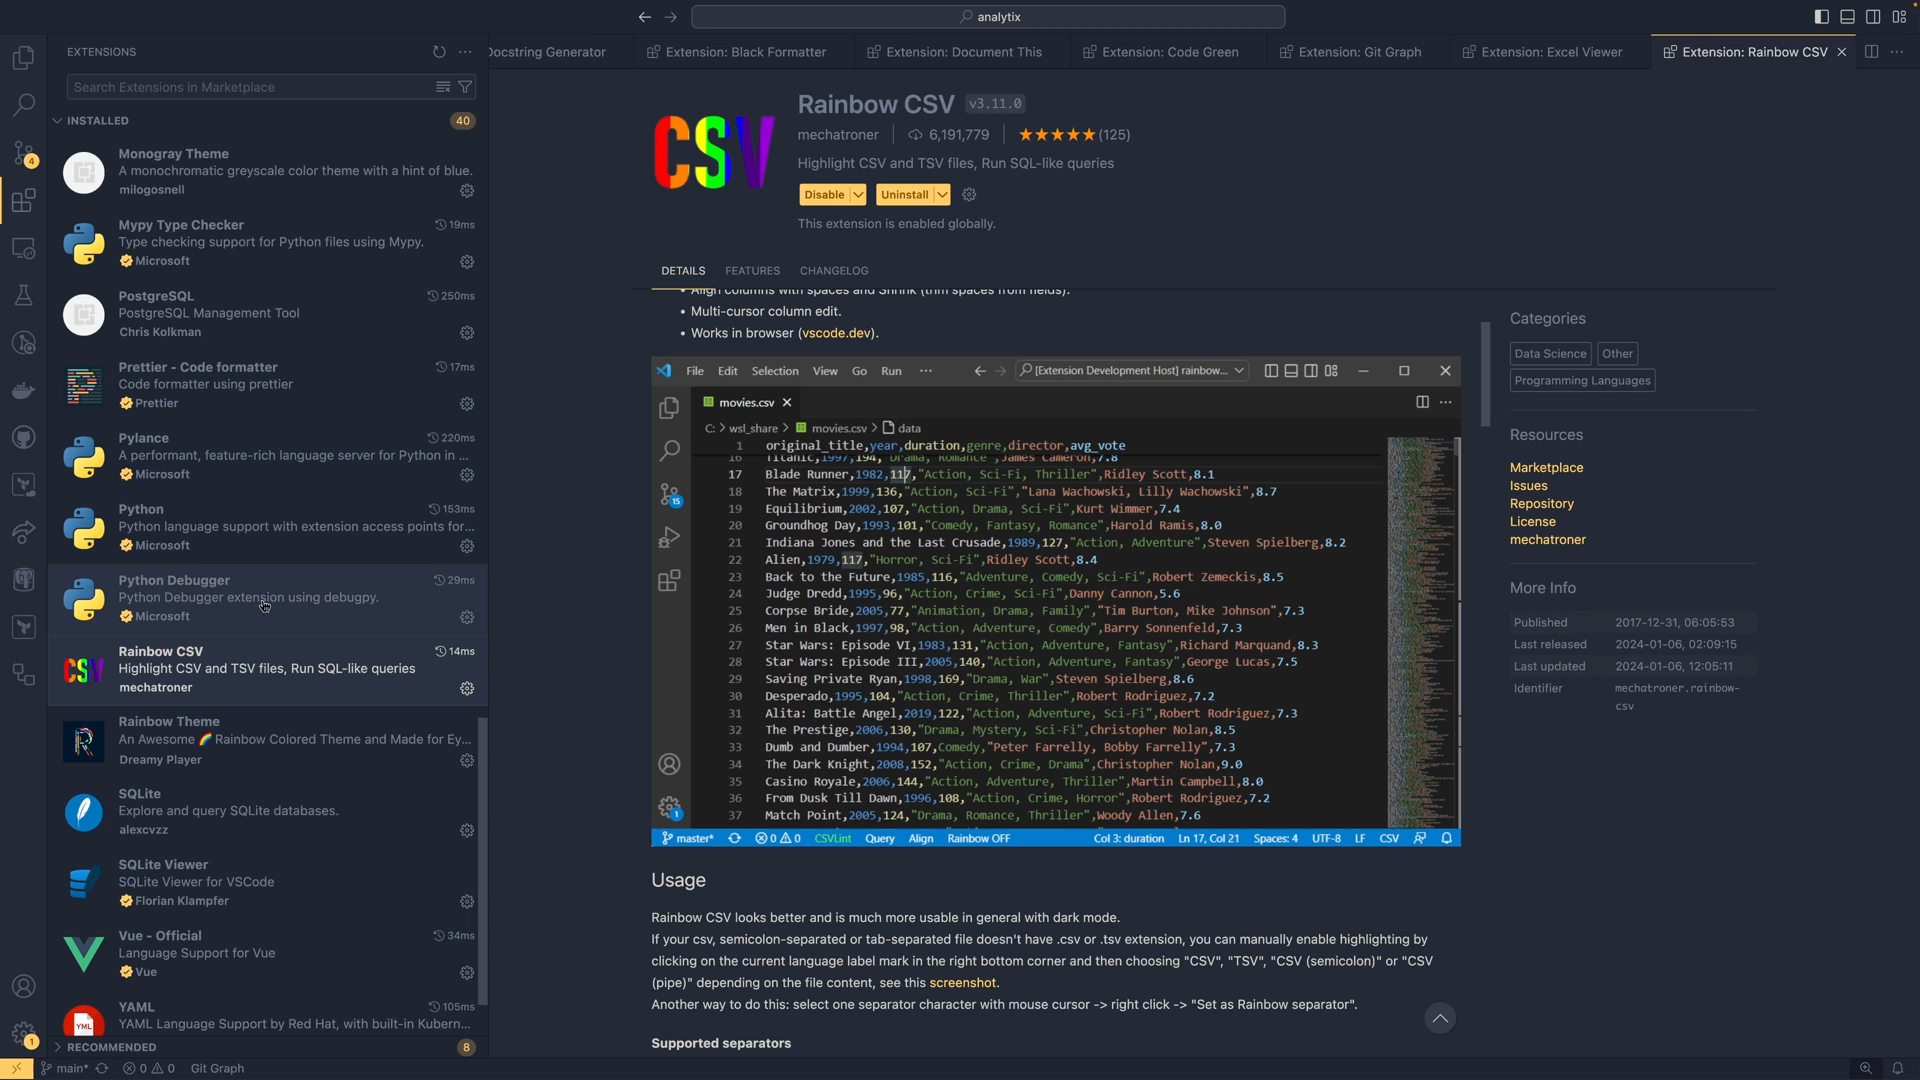 analytix
EXTENSIONS
Search Extensions in Marketplace
INSTALLED
40
Monogray Theme
A monochromatic greyscale color theme with a hint of blue.
milogosnell
Mypy Type Checker
19ms
Type checking support for Python files using Mypy.
Microsoft
PostgreSQL
250ms
PostgreSQL Management Tool
Chris Kolkman
Prettier - Code formatter
17ms
Code formatter using prettier
Prettier
Pylance
220ms
A performant, feature-rich language server for Python in ...
Microsoft
Python
153ms
Python language support with extension access points for...
Microsoft
Python Debugger
29ms
Python Debugger extension using debugpy.
Microsoft
CSV
Rainbow CSV
14ms
Highlight CSV and TSV files, Run SQL-like queries
mechatroner
Rainbow Theme
An Awesome 🌈 Rainbow Colored Theme and Made for Ey...
Dreamy Player
SQLite
Explore and query SQLite databases.
alexcvzz
SQLite Viewer
SQLite Viewer for VSCode
Florian Klampfer
Vue - Official
34ms
Language Support for Vue
Vue
YML
YAML
105ms
YAML Language Support by Red Hat, with built-in Kubern...
RECOMMENDED
8
4
1
Docstring Generator
Extension: Black Formatter
Extension: Document This
Extension: Code Green
Extension: Git Graph
Extension: Excel Viewer
Extension: Rainbow CSV
CSV
Rainbow CSV v3.11.0
mechatroner
6,191,779
★★★★★(125)
Highlight CSV and TSV files, Run SQL-like queries
Disable
Uninstall
This extension is enabled globally.
DETAILS FEATURES CHANGELOG
• Align columns with spaces and Shrink (trim spaces from fields).
• Multi-cursor column edit.
• Works in browser (vscode.dev).
File Edit Selection View Go Run ···
[Extension Development Host] rainbow...
movies.csv
C: > wsl_share > movies.csv > data
1 original_title,year,duration,genre,director,avg_vote
16 Titanic,1997,194,"Drama, Romance",James Cameron,7.8
17 Blade Runner,1982,117,"Action, Sci-Fi, Thriller",Ridley Scott,8.1
18 The Matrix,1999,136,"Action, Sci-Fi","Lana Wachowski, Lilly Wachowski",8.7
19 Equilibrium,2002,107,"Action, Drama, Sci-Fi",Kurt Wimmer,7.4
20 Groundhog Day,1993,101,"Comedy, Fantasy, Romance",Harold Ramis,8.0
21 Indiana Jones and the Last Crusade,1989,127,"Action, Adventure",Steven Spielberg,8.2
22 Alien,1979,117,"Horror, Sci-Fi",Ridley Scott,8.4
23 Back to the Future,1985,116,"Adventure, Comedy, Sci-Fi",Robert Zemeckis,8.5
24 Judge Dredd,1995,96,"Action, Crime, Sci-Fi",Danny Cannon,5.6
25 Corpse Bride,2005,77,"Animation, Drama, Family","Tim Burton, Mike Johnson",7.3
26 Men in Black,1997,98,"Action, Adventure, Comedy",Barry Sonnenfeld,7.3
27 Star Wars: Episode VI,1983,131,"Action, Adventure, Fantasy",Richard Marquand,8.3
28 Star Wars: Episode III,2005,140,"Action, Adventure, Fantasy",George Lucas,7.5
29 Saving Private Ryan,1998,169,"Drama, War",Steven Spielberg,8.6
30 Desperado,1995,104,"Action, Crime, Thriller",Robert Rodriguez,7.2
31 Alita: Battle Angel,2019,122,"Action, Adventure, Sci-Fi",Robert Rodriguez,7.3
32 The Prestige,2006,130,"Drama, Mystery, Sci-Fi",Christopher Nolan,8.5
33 Dumb and Dumber,1994,107,Comedy,"Peter Farrelly, Bobby Farrelly",7.3
34 The Dark Knight,2008,152,"Action, Crime, Drama",Christopher Nolan,9.0
35 Casino Royale,2006,144,"Action, Adventure, Thriller",Martin Campbell,8.0
36 From Dusk Till Dawn,1996,108,"Action, Crime, Horror",Robert Rodriguez,7.2
37 Match Point,2005,124,"Drama, Romance, Thriller",Woody Allen,7.6
15
1
master* 0 0 CSVLint Query Align Rainbow OFF Col 3: duration Ln 17, Col 21 Spaces: 4 UTF-8 LF CSV
Usage
Rainbow CSV looks better and is much more usable in general with dark mode.
If your csv, semicolon-separated or tab-separated file doesn't have .csv or .tsv extension, you can manually enable highlighting by
clicking on the current language label mark in the right bottom corner and then choosing "CSV", "TSV", "CSV (semicolon)" or "CSV
(pipe)" depending on the file content, see this screenshot.
Another way to do this: select one separator character with mouse cursor -> right click -> "Set as Rainbow separator".
Supported separators
Categories
Data Science
Other
Programming Languages
Resources
Marketplace
Issues
Repository
License
mechatroner
More Info
Published 2017-12-31, 06:05:53
Last released 2024-01-06, 02:09:15
Last updated 2024-01-06, 12:05:11
Identifier mechatroner.rainbow-
csv
main* 0 0 Git Graph